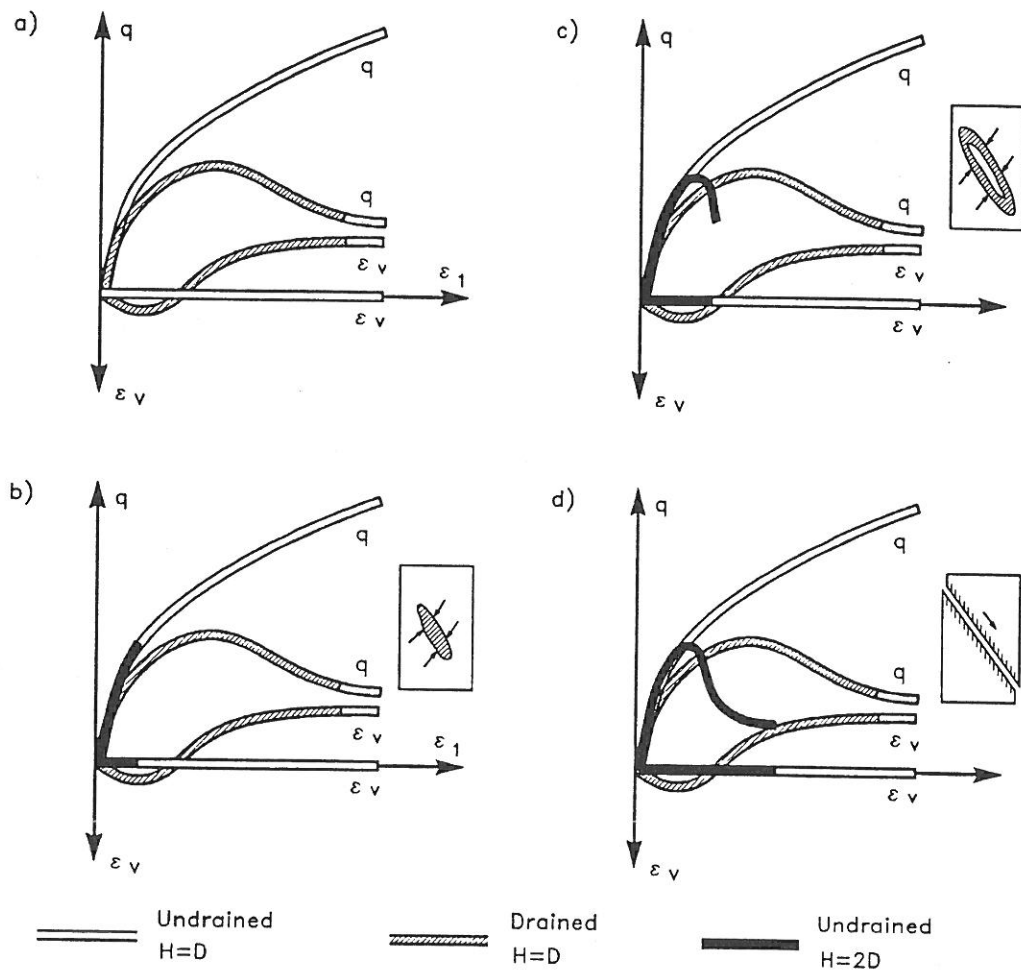 a)
q
q
q
ε v
ε 1
ε v
ε v
c)
q
q
q
ε v
ε v
ε v
b)
q
q
q
ε v
ε 1
ε v
ε v
d)
q
q
q
ε v
ε v
ε v
Undrained
H=D
Drained
H=D
Undrained
H=2D